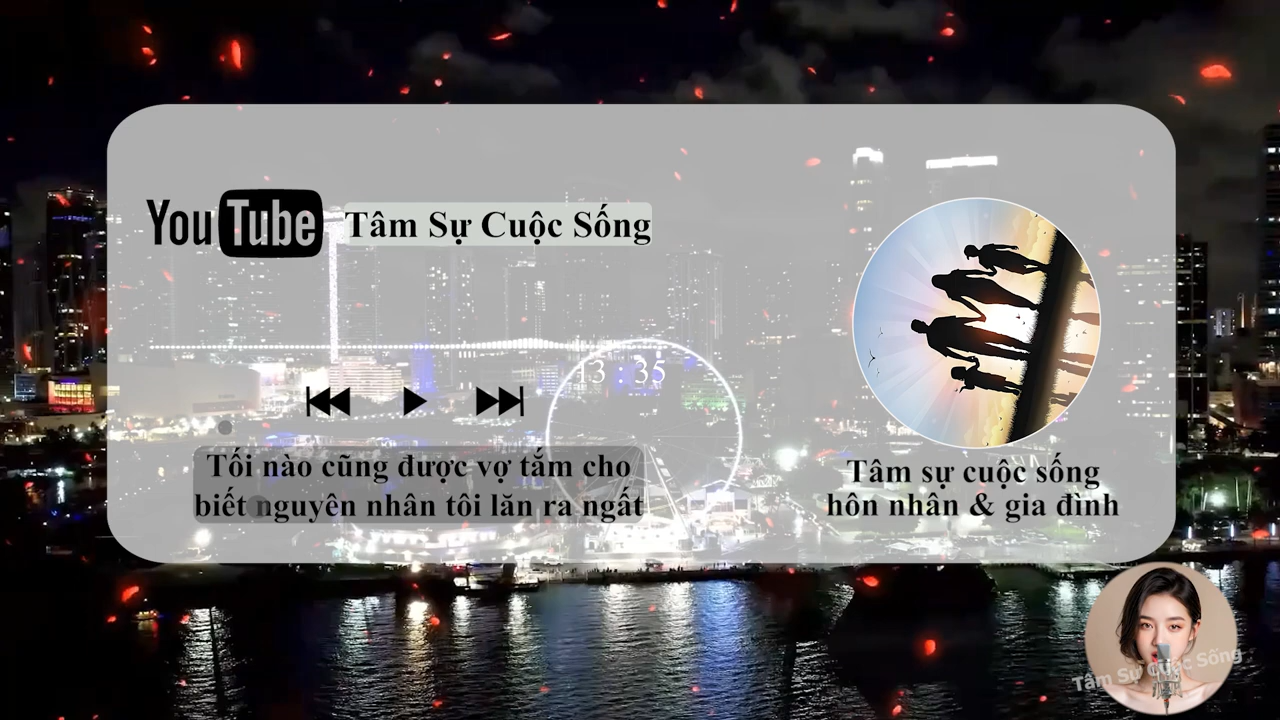 YouTube Tâm Sự Cuộc Sống
13 : 35
Tối nào cũng được vợ tắm cho
biết nguyên nhân tôi lăn ra ngất
Tâm sự cuộc sống
hôn nhân & gia đình
Tâm Sự Cuộc Sống